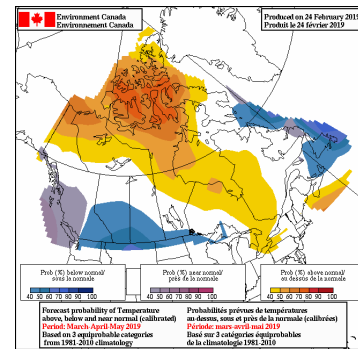 Environment Canada
Environnement Canada
Produced on 24 February 2019
Produit le 24 février 2019
Prob (%) below normal/
sous la normale
40 50 60 70 80 90 100
Prob (%) near normal/
près de la normale
40 50 60 70 80 90 100
Prob (%) above normal/
au dessus de la normale
40 50 60 70 80 90 100
Forecast probability of Temperature
above, below and near normal (calibrated)
Period: March-April-May 2019
Based on 3 equiprobable categories
from 1981-2010 climatology
Probabilités prévues de températures
au dessus, sous et près de la normale (calibrées)
Période: mars-avril-mai 2019
Basé sur 3 catégories équiprobables
de la climatologie 1981-2010